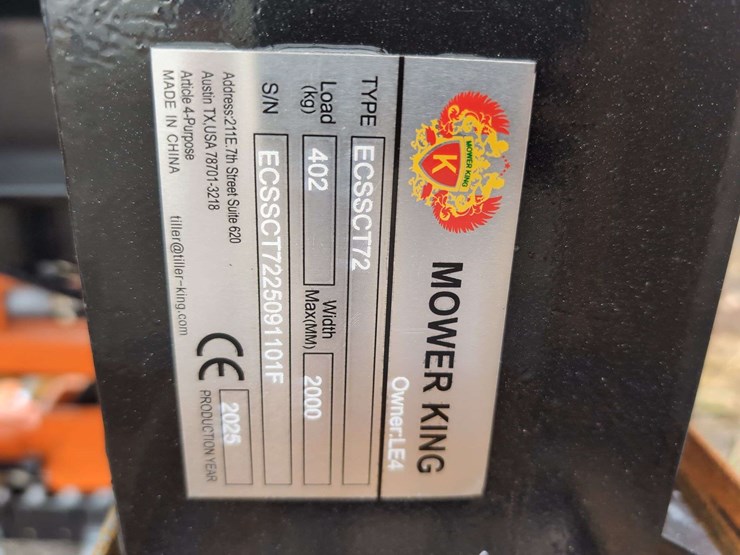 MOWER KING
K
MOWER KING
Owner:LE4
TYPE ECSSCT72
Load (kg) 402 Width Max(MM) 2000
S/N ECSSCT7225091101F
Address:211E.7th Street Suite 620
Austin TX,USA 78701-3218
Article 4-Purpose
MADE IN CHINA
tiller@tiller-king.com
CE
2025
PRODUCTION YEAR